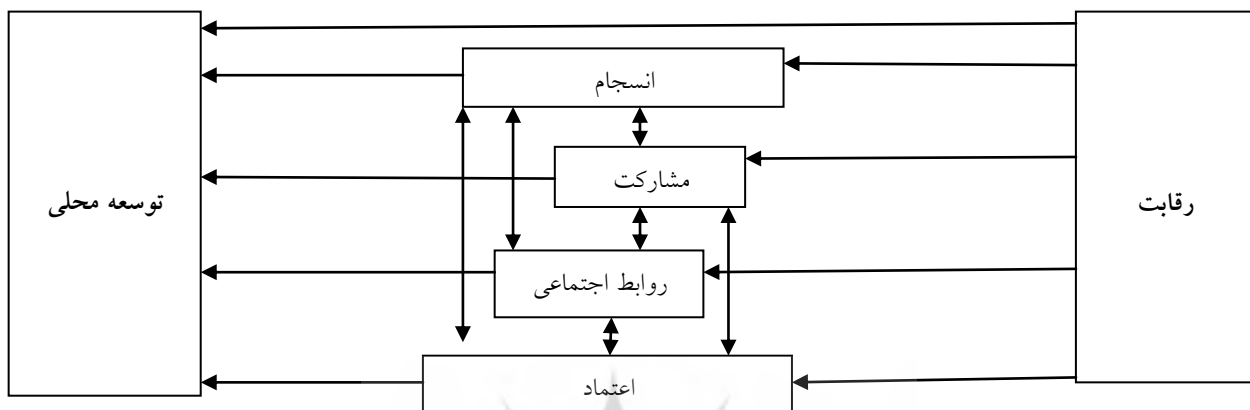 رقابت
انسجام
مشارکت
روابط اجتماعی
اعتماد
توسعه محلی